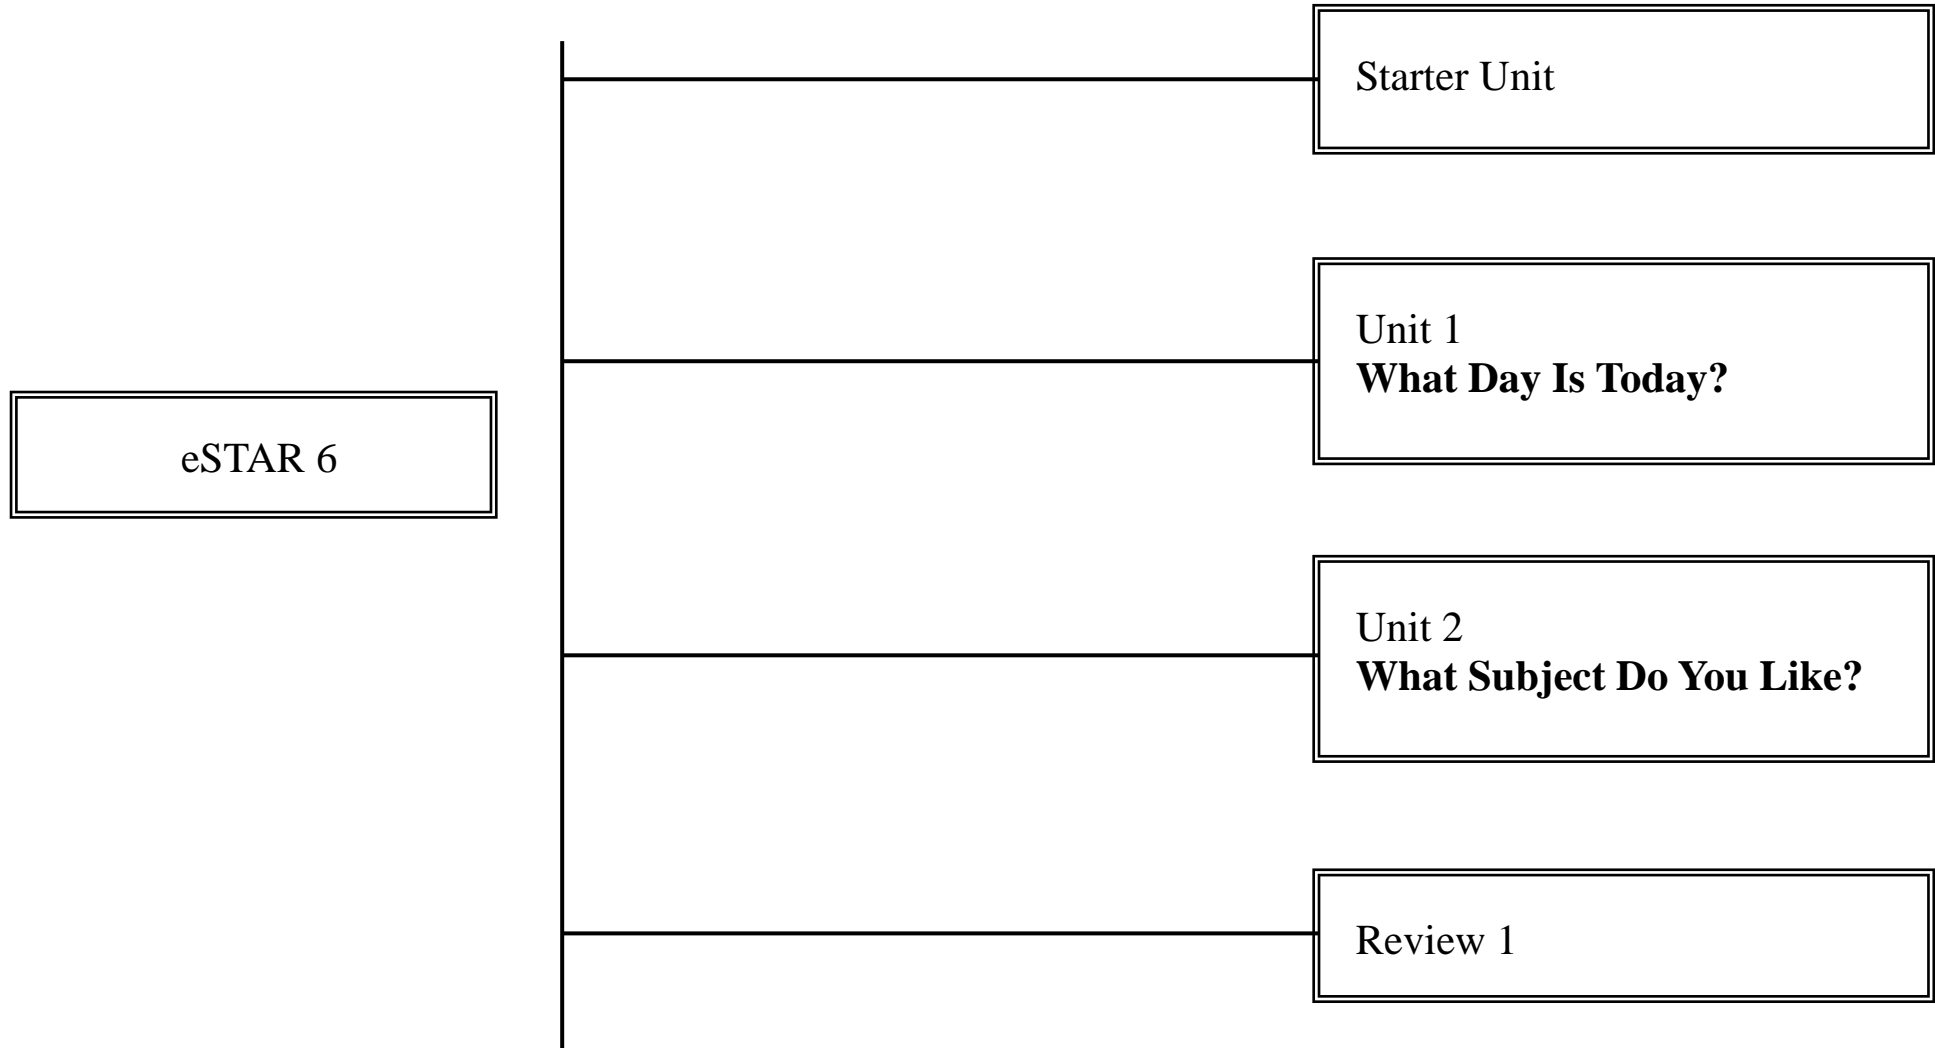 eSTAR 6
Starter Unit
Unit 1
What Day Is Today?
Unit 2
What Subject Do You Like?
Review 1